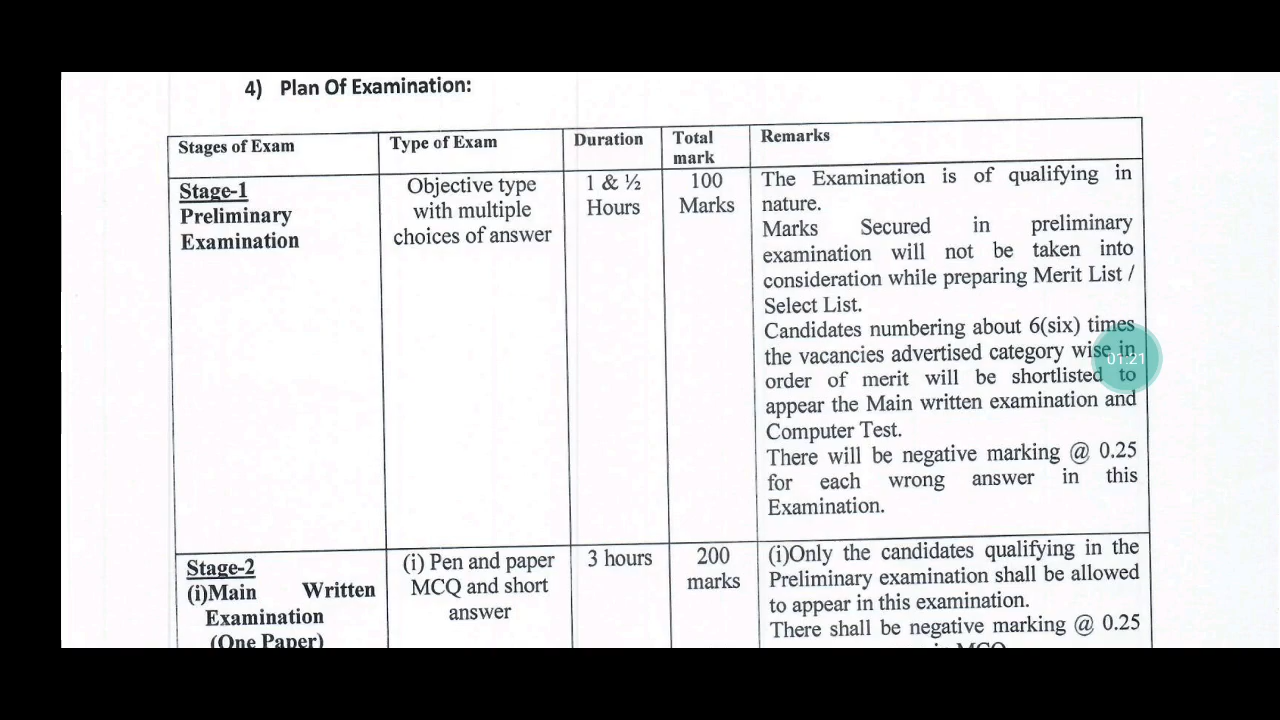 4) Plan Of Examination:
Stages of Exam
Type of Exam
Duration
Total
mark
Remarks
Stage-1
Preliminary
Examination
Objective type
with multiple
choices of answer
1 & ½
Hours
100
Marks
The Examination is of qualifying in
nature.
Marks Secured in preliminary
examination will not be taken into
consideration while preparing Merit List /
Select List.
Candidates numbering about 6(six) times
the vacancies advertised category wise in
order of merit will be shortlisted to
appear the Main written examination and
Computer Test.
There will be negative marking @ 0.25
for each wrong answer in this
Examination.
01:21
Stage-2
(i)Main Written
Examination
(One Paper)
(i) Pen and paper
MCQ and short
answer
3 hours
200
marks
(i)Only the candidates qualifying in the
Preliminary examination shall be allowed
to appear in this examination.
There shall be negative marking @ 0.25
in MCQ